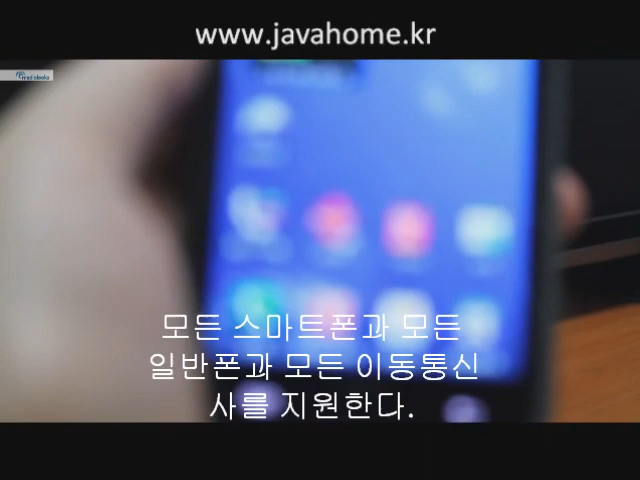 www.javahome.kr
medialooks
모든 스마트폰과 모든
일반폰과 모든 이동통신
사를 지원한다.